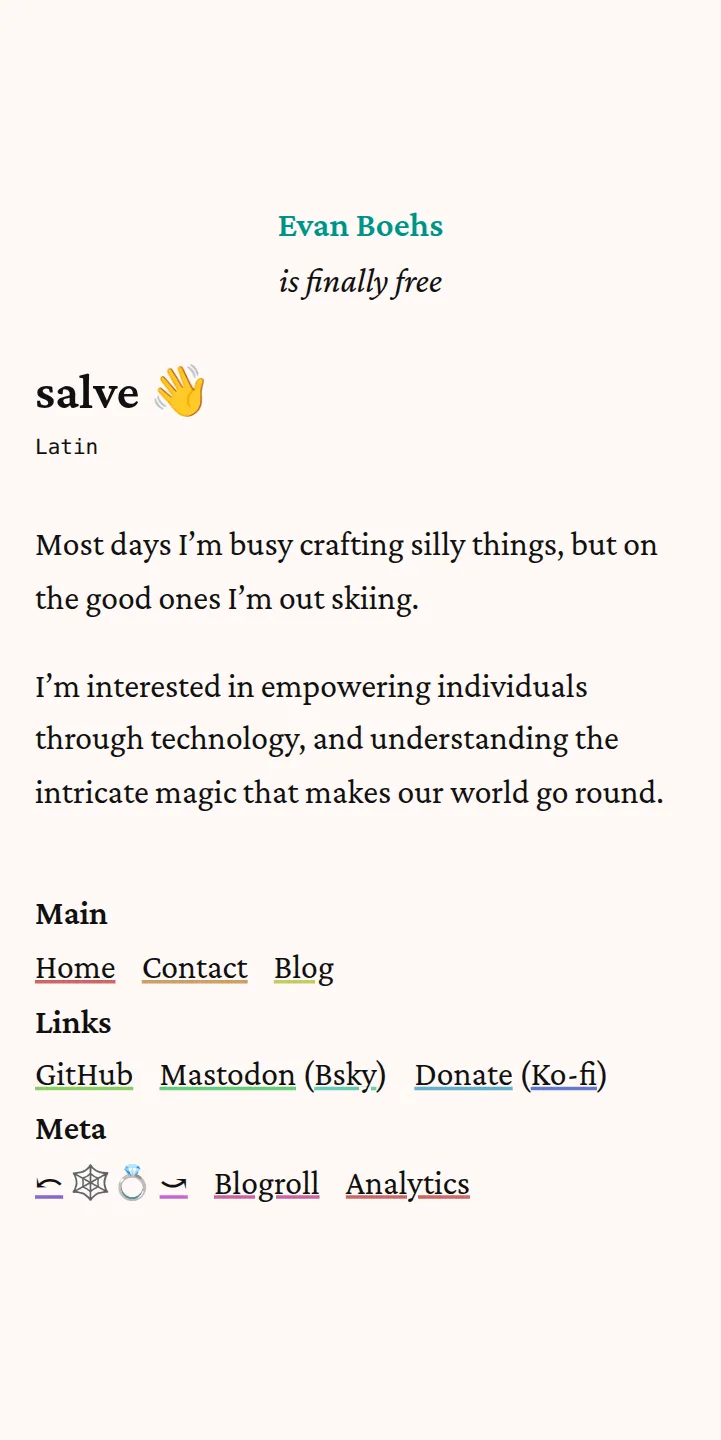 Evan Boehs
is finally free
salve 👋
Latin
Most days I’m busy crafting silly things, but on
the good ones I’m out skiing.
I’m interested in empowering individuals
through technology, and understanding the
intricate magic that makes our world go round.
Main
Home Contact Blog
Links
GitHub Mastodon (Bsky) Donate (Ko-fi)
Meta
⤺ 🕸️💍 ⤻ Blogroll Analytics